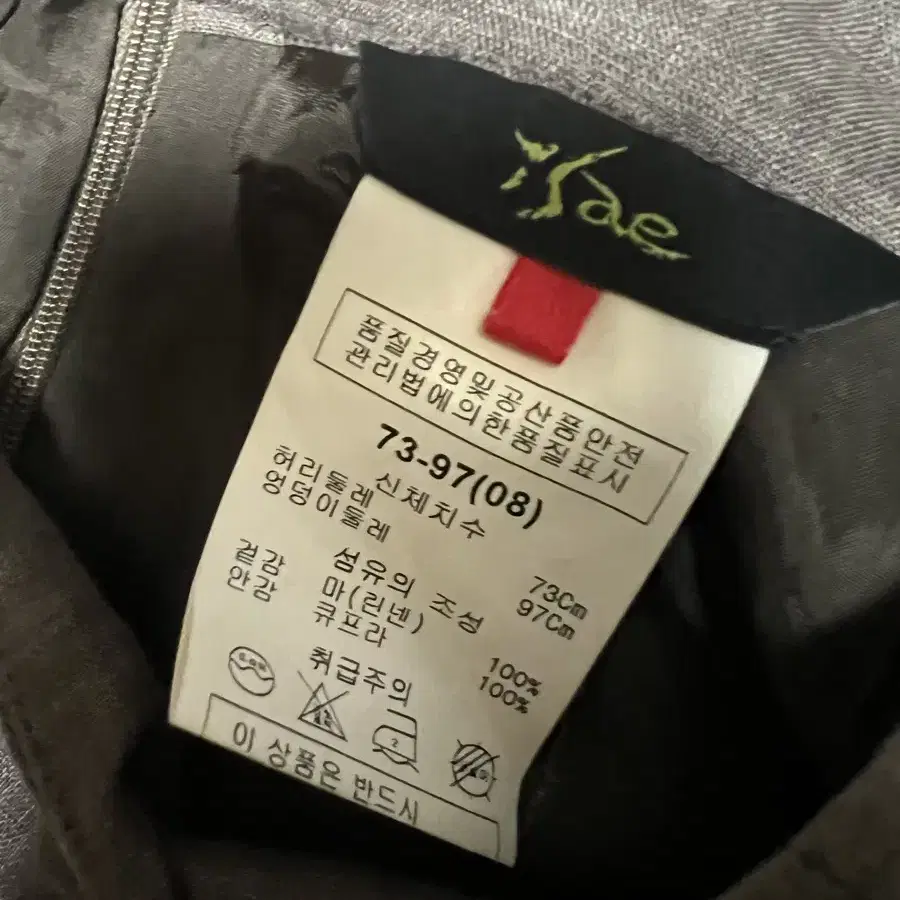 isae
품질경영및공산품안전
관리법에의한품질표시
73-97(08)
신체치수
허리둘레 73Cm
엉덩이둘레 97Cm
섬유의 조성
겉감 마(린넨) 100%
안감 큐프라 100%
취급주의
이 상품은 반드시